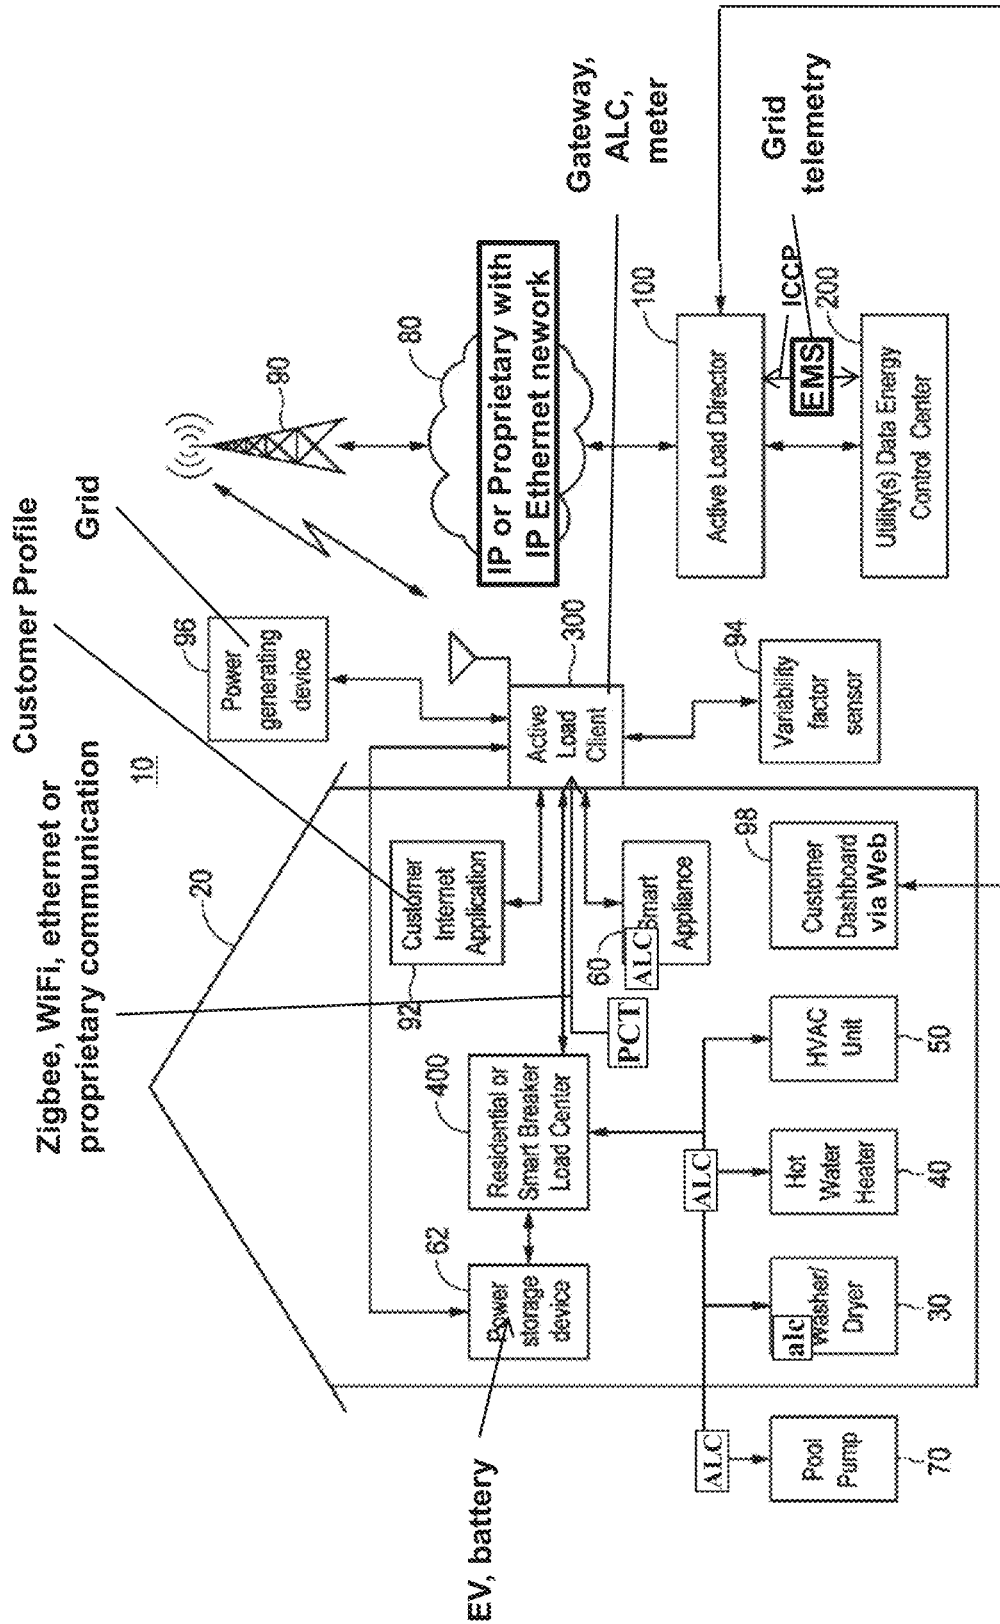 Customer Profile
Grid
Zigbee, WiFi, ethernet or
proprietary communication
10
20
96
Power
generating
device
90
80
IP or Proprietary with
IP Ethernet nework
Gateway,
ALC,
meter
Grid
telemetry
100
Active Load Director
ICCP
EMS
200
Utility(s) Data Energy
Control Center
300
Active
Load
Client
94
Variability
factor
sensor
92
Customer
Internet
Application
60
ALC
Smart
Appliance
PCT
98
Customer
Dashboard
via Web
400
Residential or
Smart Breaker
Load Center
62
Power
storage
device
EV, battery
ALC
HVAC
Unit
50
Hot
Water
Heater
40
alc
Washer/
Dryer
30
ALC
Pool
Pump
70